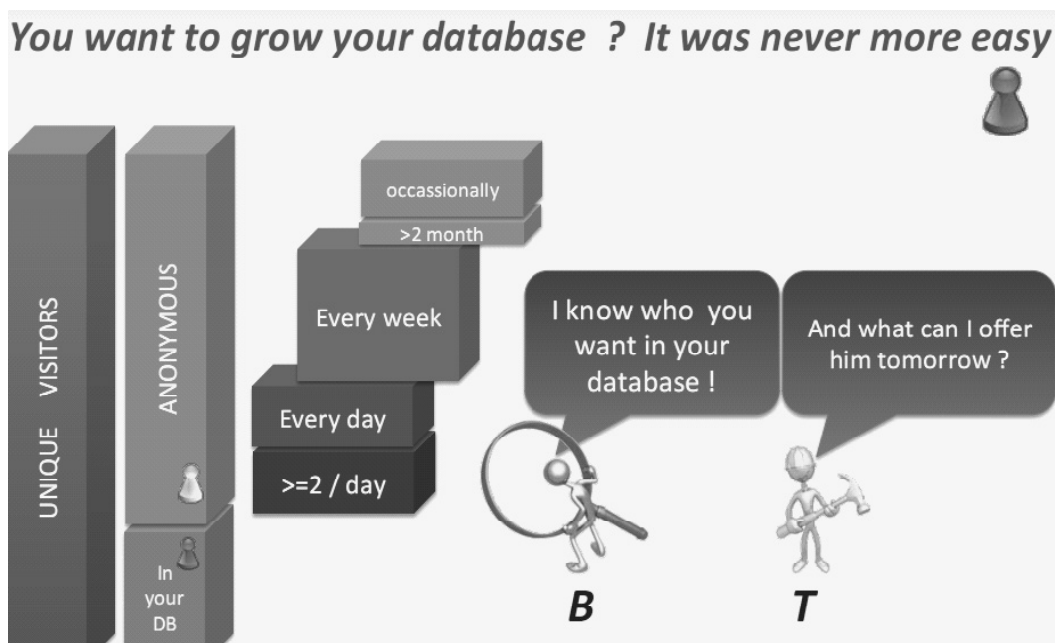 You want to grow your database ? It was never more easy
UNIQUE VISITORS
ANONYMOUS
In
your
DB
occassionally
>2 month
Every week
Every day
>=2 / day
I know who you
want in your
database !
And what can I offer
him tomorrow ?
B
T